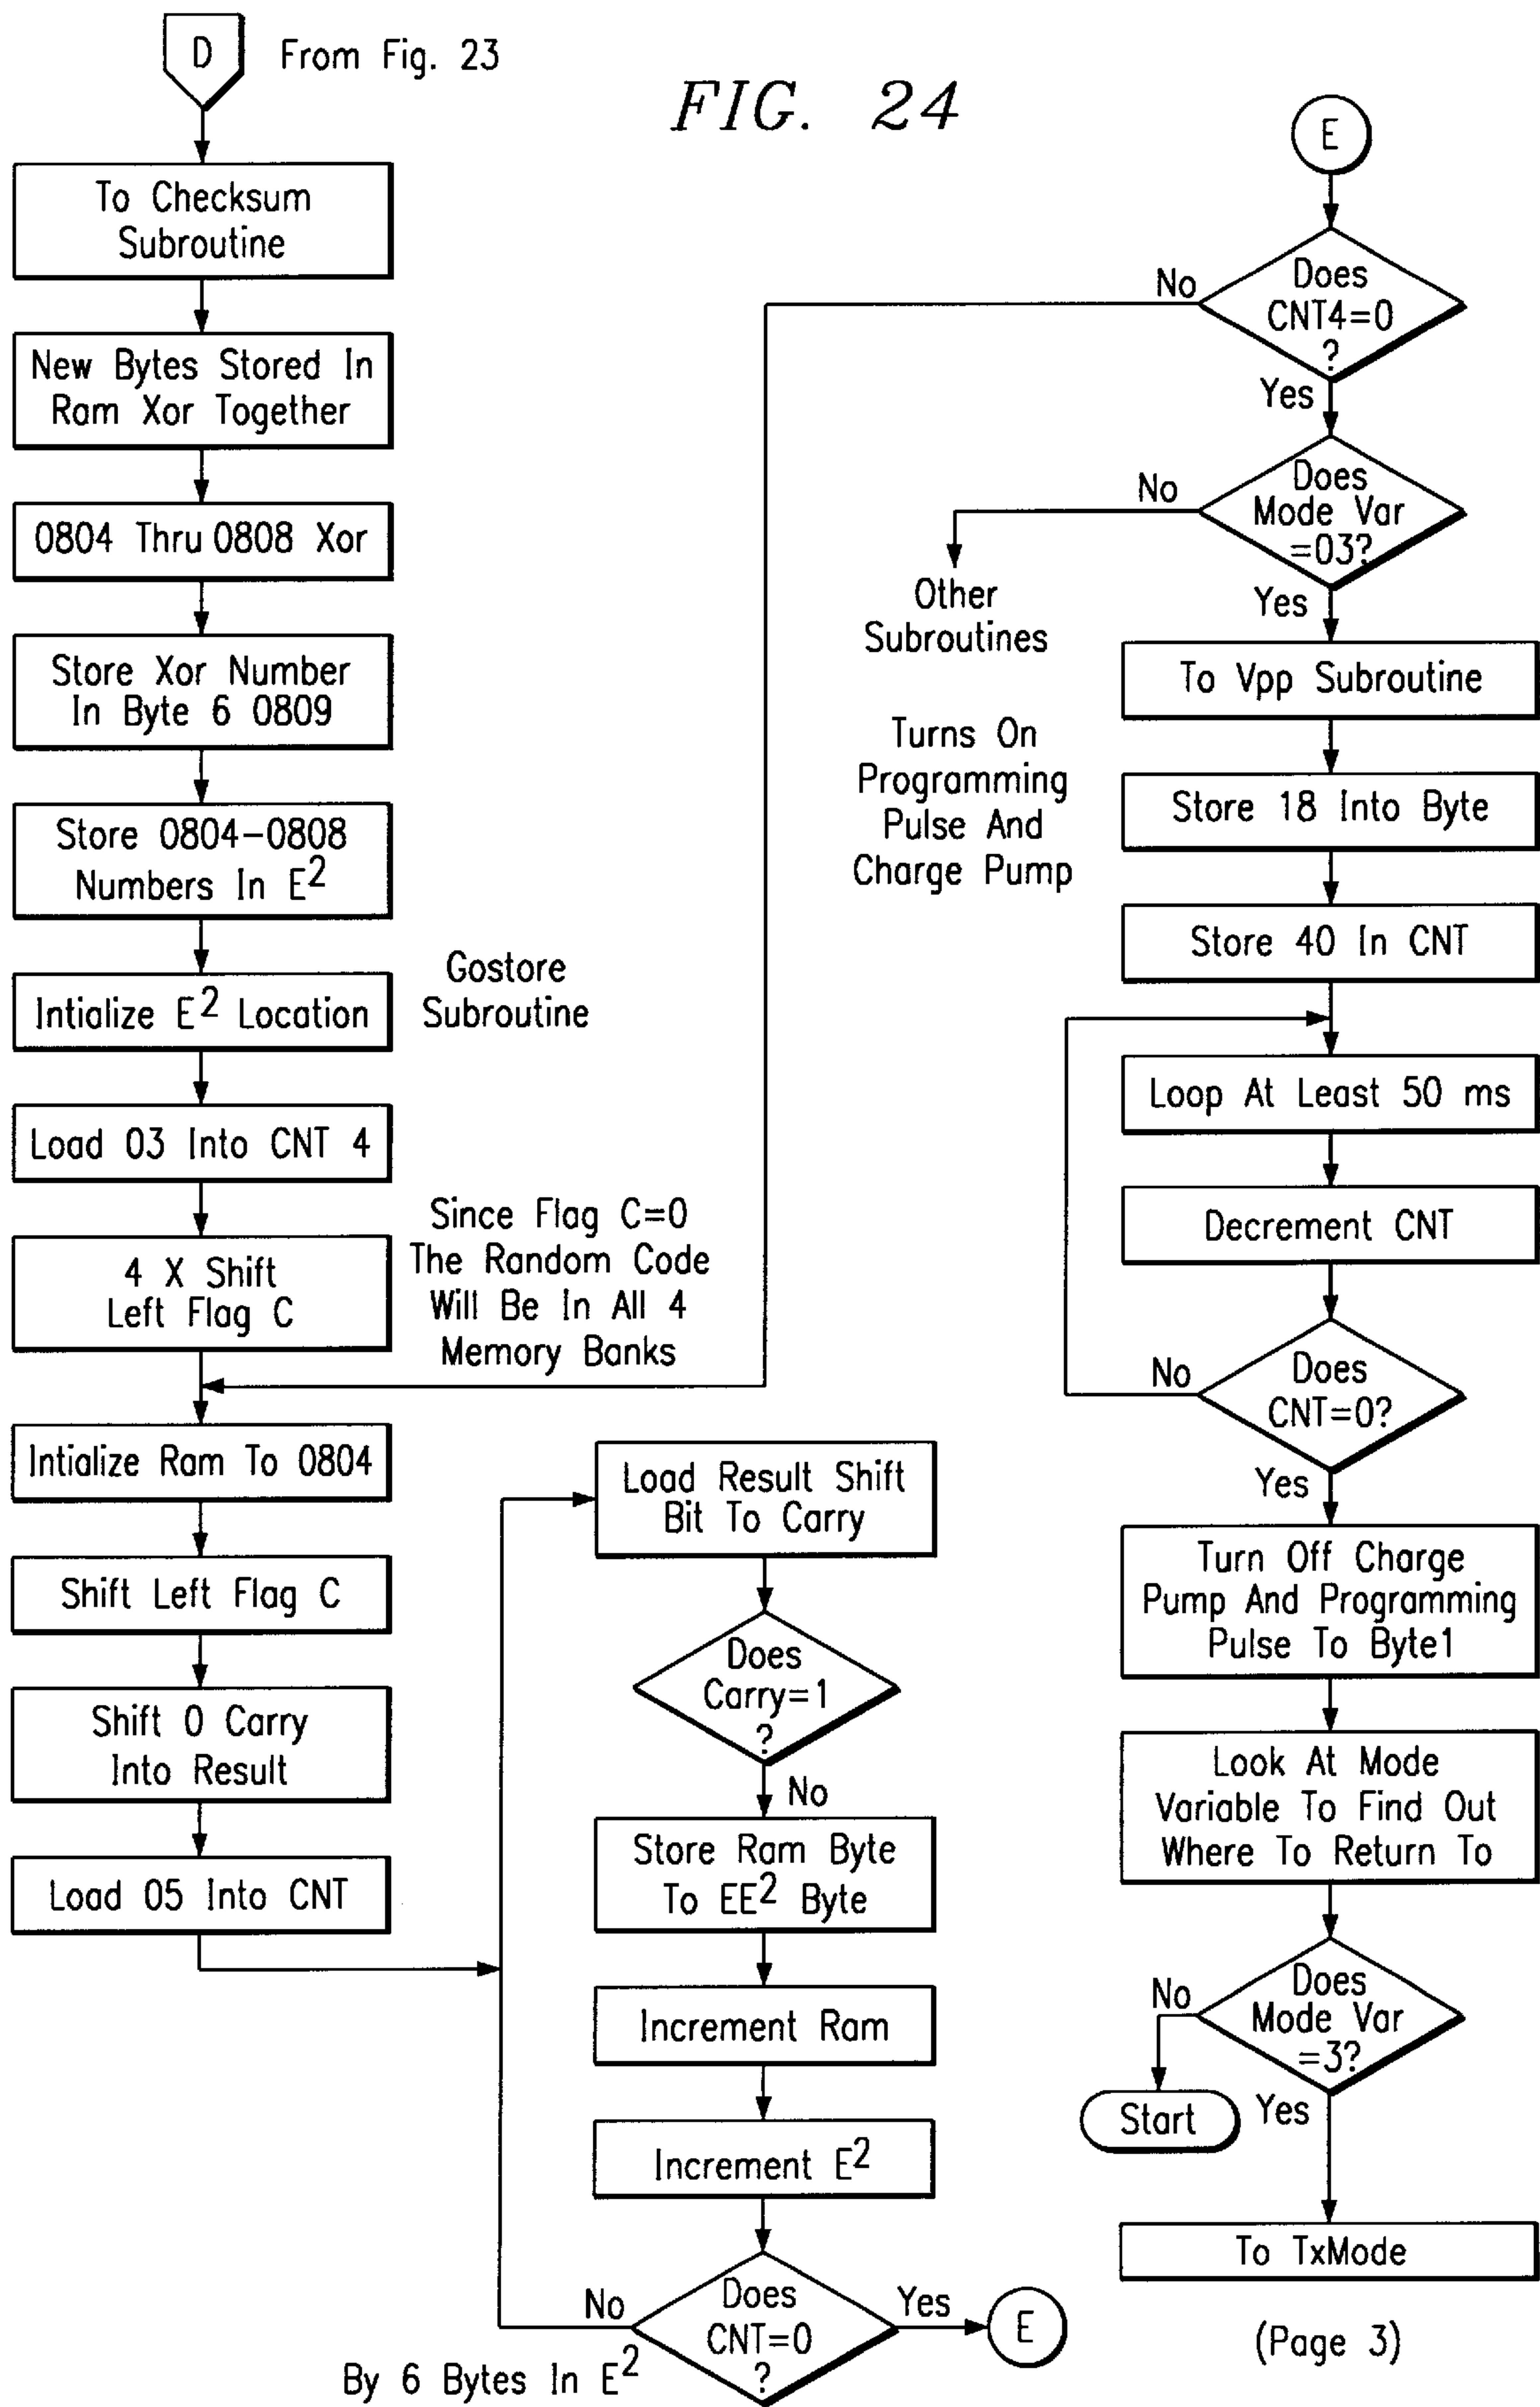 D
From Fig. 23
FIG. 24
To Checksum
Subroutine
New Bytes Stored In
Ram Xor Together
0804 Thru 0808 Xor
Store Xor Number
In Byte 6 0809
Store 0804-0808
Numbers In E²
Intialize E² Location
Gostore
Subroutine
Load 03 Into CNT 4
4 X Shift
Left Flag C
Since Flag C=0
The Random Code
Will Be In All 4
Memory Banks
Intialize Ram To 0804
Shift Left Flag C
Shift 0 Carry
Into Result
Load 05 Into CNT
Load Result Shift
Bit To Carry
Does
Carry=1
?
No
Store Ram Byte
To EE² Byte
Increment Ram
Increment E²
Does
CNT=0
?
No
Yes
E
By 6 Bytes In E²
E
Does
CNT4=0
?
No
Yes
Does
Mode Var
=03?
No
Other
Subroutines
Yes
To Vpp Subroutine
Turns On
Programming
Pulse And
Charge Pump
Store 18 Into Byte
Store 40 In CNT
Loop At Least 50 ms
Decrement CNT
Does
CNT=0?
No
Yes
Turn Off Charge
Pump And Programming
Pulse To Byte1
Look At Mode
Variable To Find Out
Where To Return To
Does
Mode Var
=3?
No
Start
Yes
To TxMode
(Page 3)